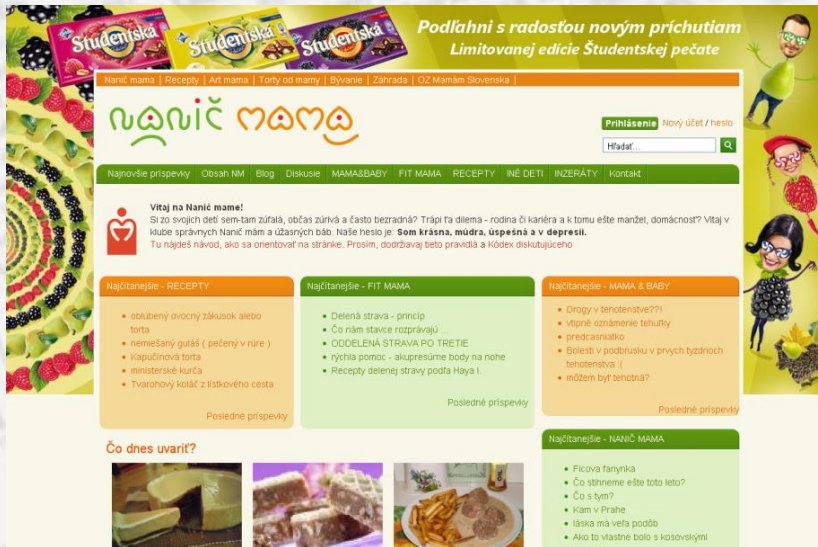 Študentská
Študentská
Študentská
Podľahni s radosťou novým príchutiam
Limitovanej edície Študentskej pečate
Nanič mama | Recepty | Art mama | Torty od mamy | Bývanie | Záhrada | OZ Mamám Slovenska |
nanič mama
Prihlásenie Nový účet / heslo
Hľadať...
Najnovšie príspevky Obsah NM Blog Diskusie MAMA&BABY FIT MAMA RECEPTY INÉ DETI INZERÁTY Kontakt
Vitaj na Nanič mame!
Si zo svojich detí sem-tam zúfalá, občas zúrivá a často bezradná? Trápi ťa dilema - rodina či kariéra a k tomu ešte manžel, domácnosť? Vitaj v
klube správnych Nanič mám a úžasných báb. Naše heslo je: Som krásna, múdra, úspešná a v depresii.
Tu nájdeš návod, ako sa orientovať na stránke. Prosím, dodržiavaj tieto pravidlá a Kódex diskutujúceho
Najčítanejšie - RECEPTY
obľúbený ovocný zákusok alebo
torta
nemiešaný guláš ( pečený v rúre )
Kapučínová torta
ministerské kurča
Tvarohový koláč z lístkového cesta
Posledné príspevky
Najčítanejšie - FIT MAMA
Delená strava - princíp
Čo nám stavce rozprávajú ...
ODDELENÁ STRAVA PO TRETIE
rýchla pomoc - akupresúrne body na nohe
Recepty delenej stravy podľa Haya I.
Posledné príspevky
Najčítanejšie - MAMA & BABY
Drogy v tehotenstve??!
vtipné oznámenie tehuľky
predcasniatko
Bolesti v podbrusku v prvych tyzdnoch
tehotenstva :(
môžem byť tehotná?
Posledné príspevky
Čo dnes uvariť?
Najčítanejšie - NANIČ MAMA
Ficova fanynka
Čo stihneme ešte toto leto?
Čo s tým?
Kam v Prahe
láska má veľa podôb
Ako to vlastne bolo s kosovskými